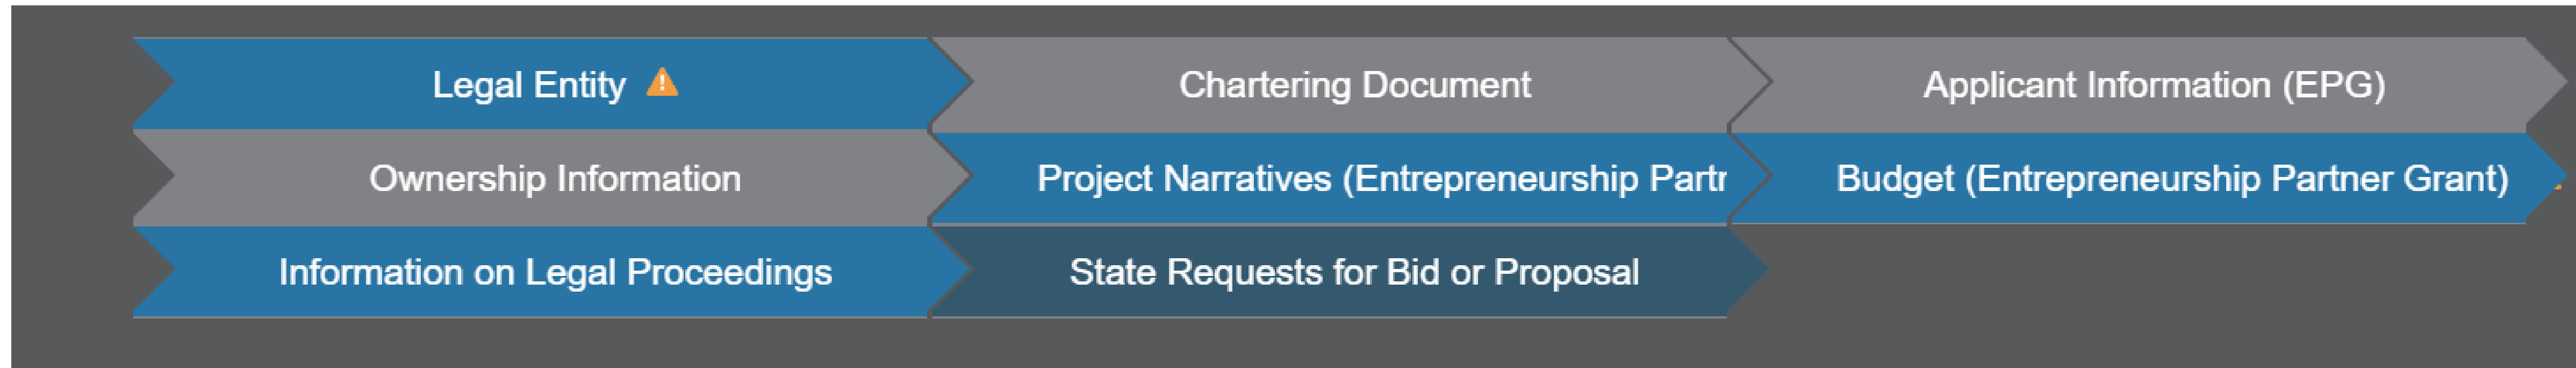 Legal Entity
Chartering Document
Applicant Information (EPG)
Ownership Information
Project Narratives (Entrepreneurship Partr
Budget (Entrepreneurship Partner Grant)
Information on Legal Proceedings
State Requests for Bid or Proposal